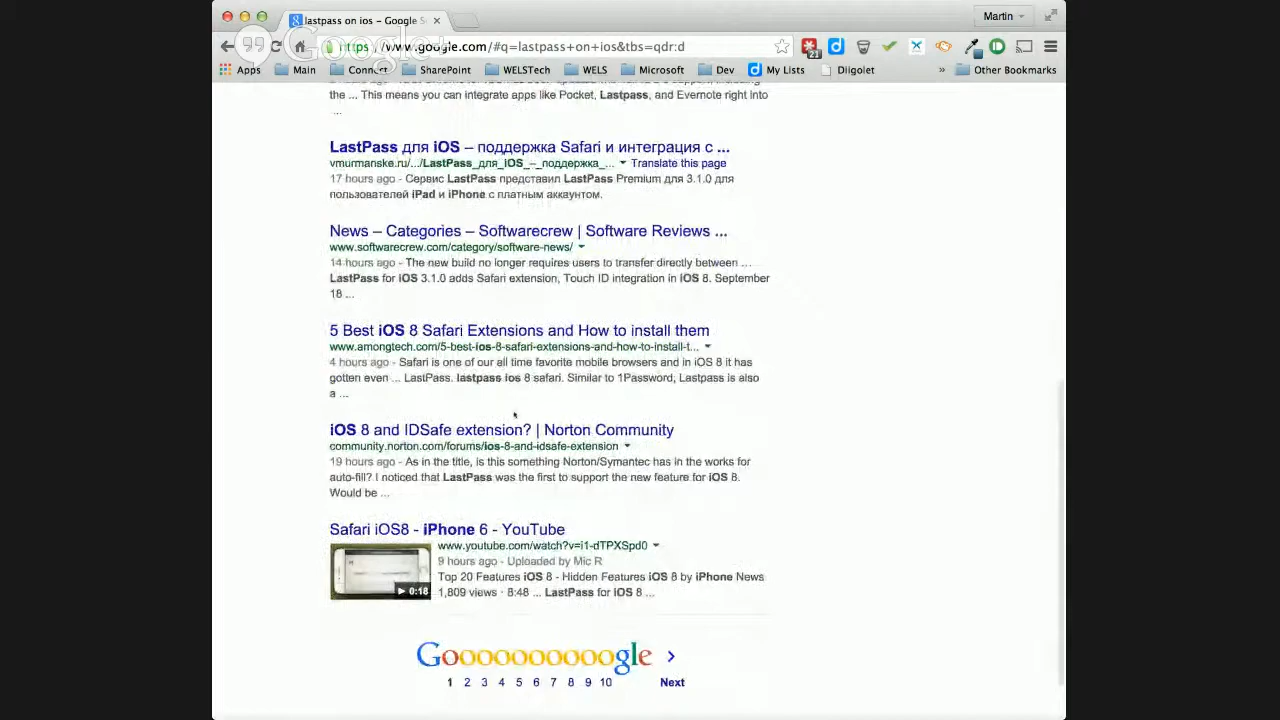 lastpass on ios - Google S
Martin
Google+
https://www.google.com/#q=lastpass+on+ios&tbs=qdr:d
21
Apps Main Connect SharePoint WELSTech WELS Microsoft Dev My Lists Diigolet » Other Bookmarks
the ... This means you can integrate apps like Pocket, Lastpass, and Evernote right into
...
LastPass для iOS – поддержка Safari и интеграция с ...
vmurmanske.ru/.../LastPass_для_iOS_–_поддержка_... Translate this page
17 hours ago - Сервис LastPass представил LastPass Premium для 3.1.0 для
пользователей iPad и iPhone с платным аккаунтом.
News – Categories – Softwarecrew | Software Reviews ...
www.softwarecrew.com/category/software-news/
14 hours ago - The new build no longer requires users to transfer directly between ...
LastPass for iOS 3.1.0 adds Safari extension, Touch ID integration in iOS 8. September
18 ...
5 Best iOS 8 Safari Extensions and How to install them
www.amongtech.com/5-best-ios-8-safari-extensions-and-how-to-install-t...
4 hours ago - Safari is one of our all time favorite mobile browsers and in iOS 8 it has
gotten even ... LastPass. lastpass ios 8 safari. Similar to 1Password, Lastpass is also
a ...
iOS 8 and IDSafe extension? | Norton Community
community.norton.com/forums/ios-8-and-idsafe-extension
19 hours ago - As in the title, is this something Norton/Symantec has in the works for
auto-fill? I noticed that LastPass was the first to support the new feature for iOS 8.
Would be ...
Safari iOS8 - iPhone 6 - YouTube
www.youtube.com/watch?v=i1-dTPXSpd0
9 hours ago - Uploaded by Mic R
Top 20 Features iOS 8 - Hidden Features iOS 8 by iPhone News
0:18
1,809 views · 8:48 ... LastPass for iOS 8 ...
Goooooooooogle
1 2 3 4 5 6 7 8 9 10 Next